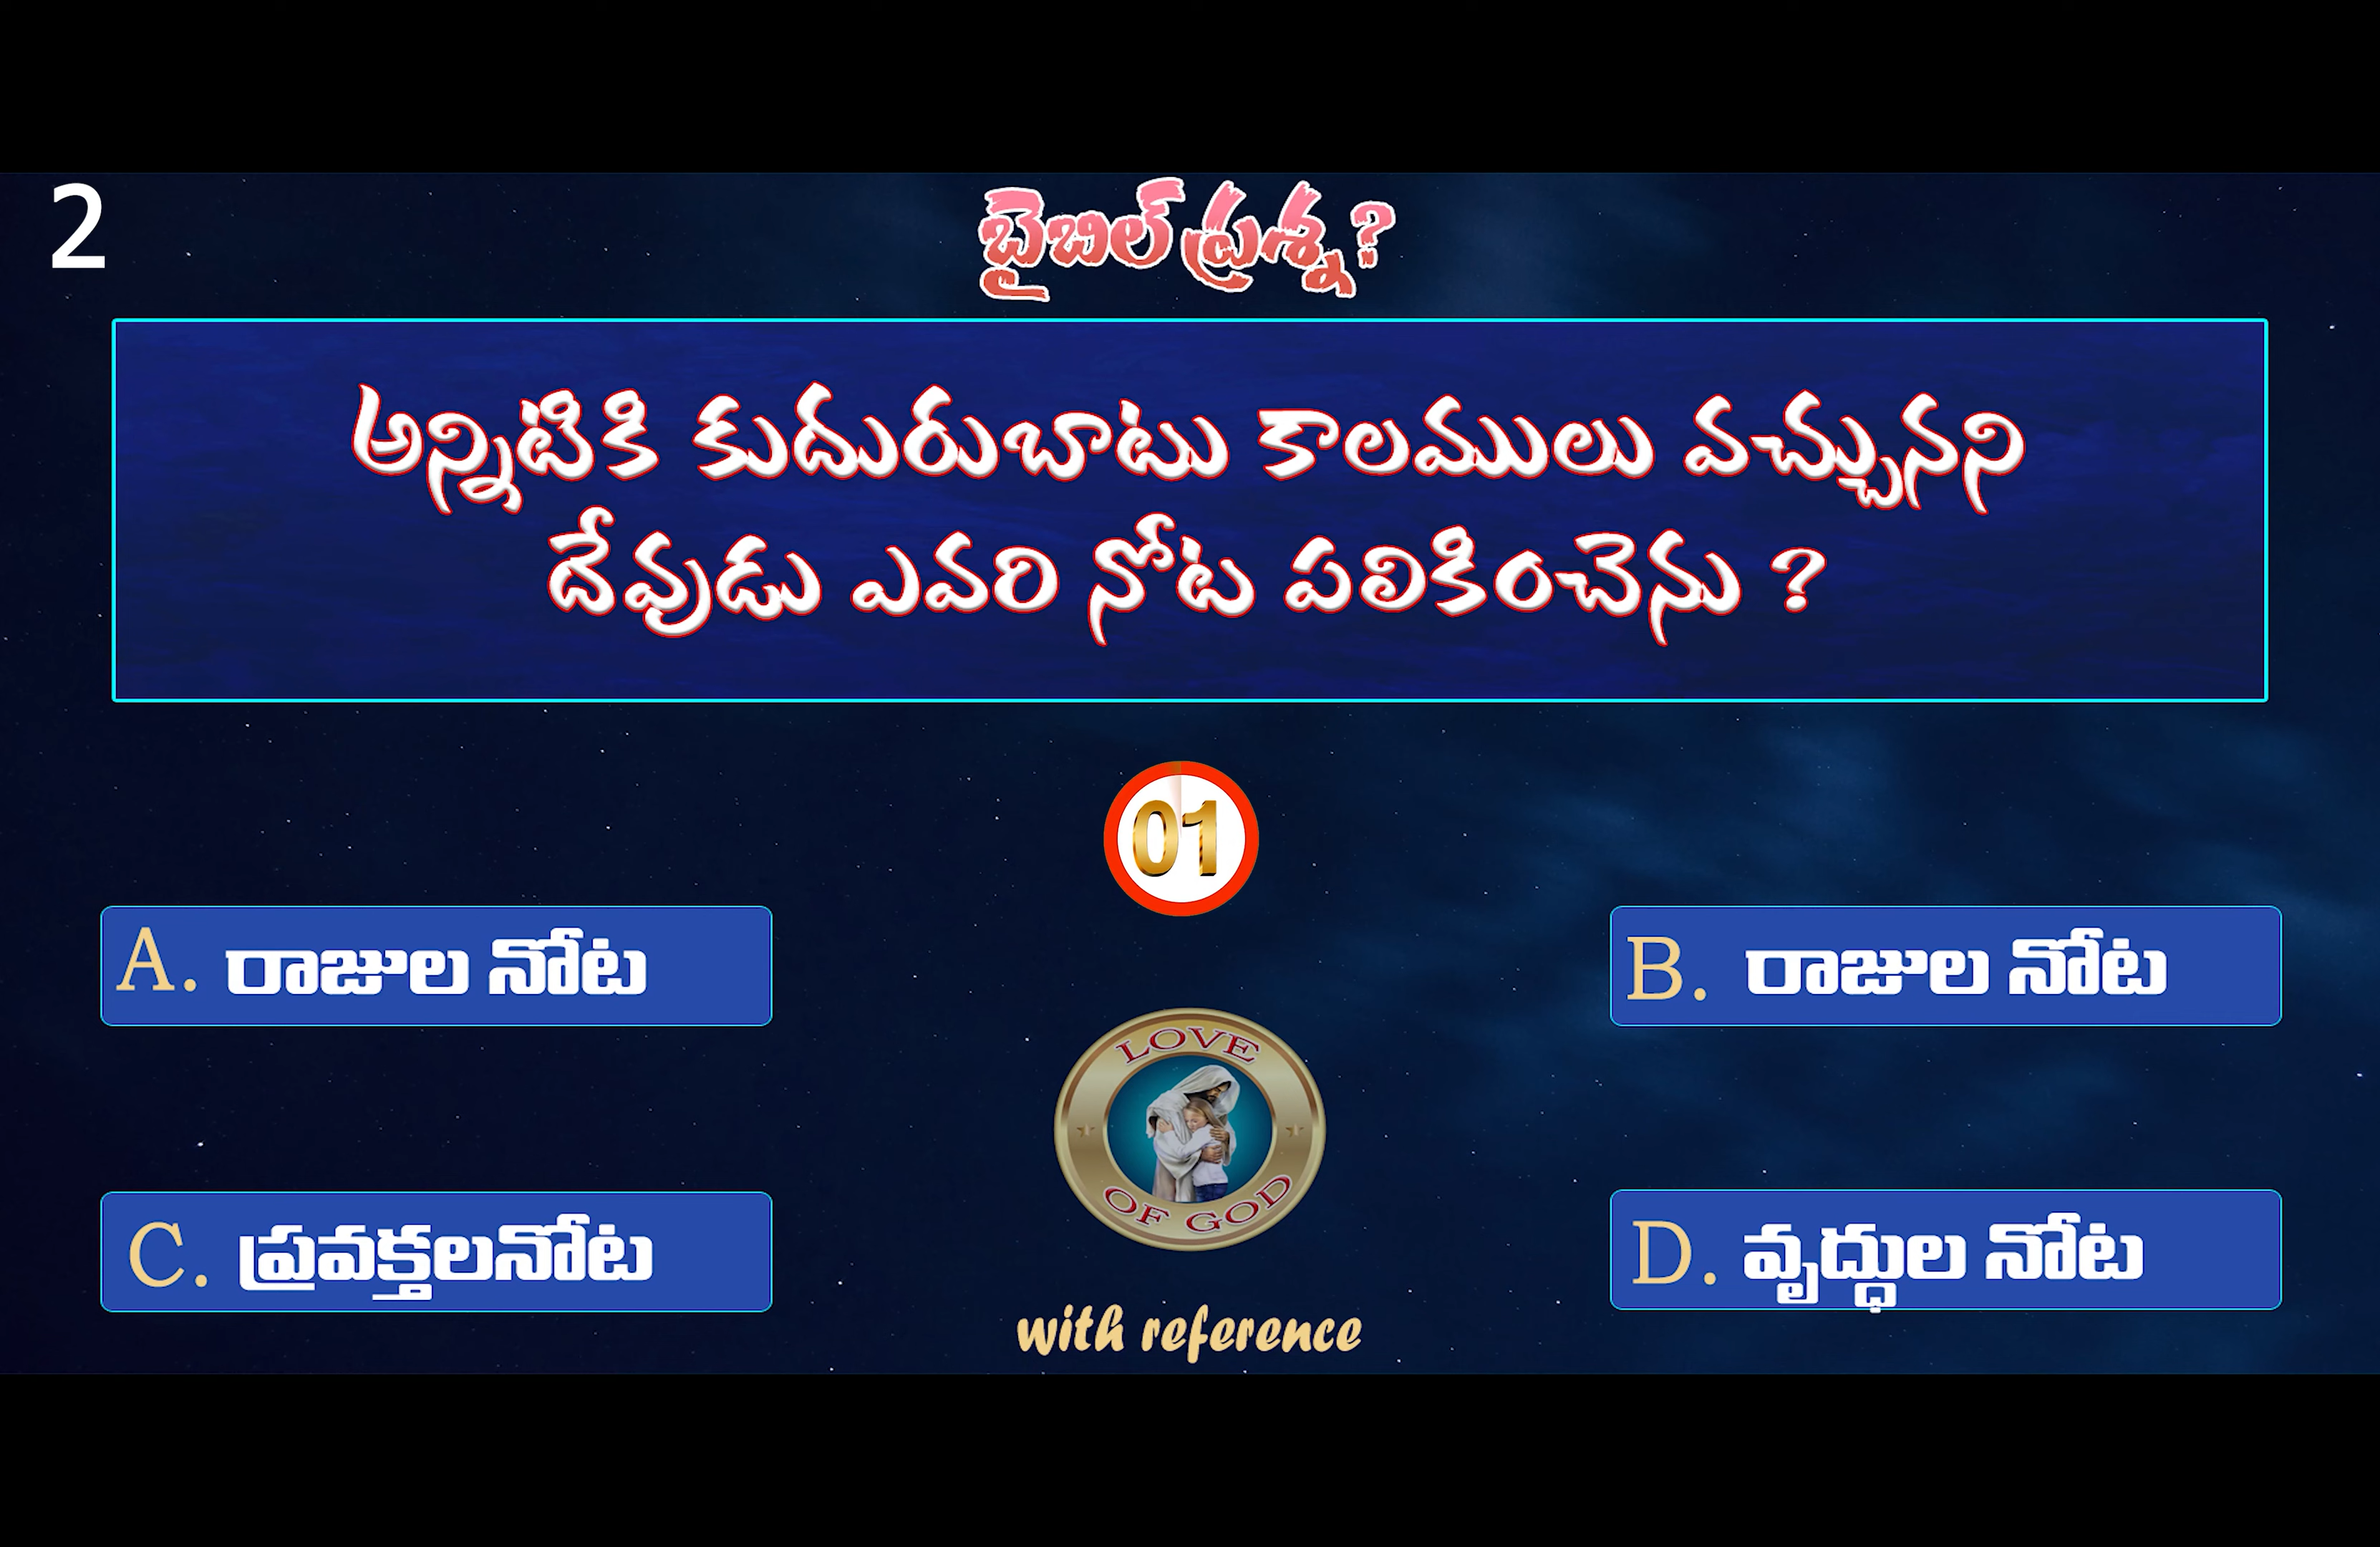 2
బైబిల్ ప్రశ్న?
అన్నిటికి కుదురుబాటు కాలములు వచ్చునని
దేవుడు ఎవరి నోట పలికించెను ?
01
A. రాజుల నోట
B. రాజుల నోట
LOVE
OF GOD
C. ప్రవక్తలనోట
D. వృద్ధుల నోట
with reference